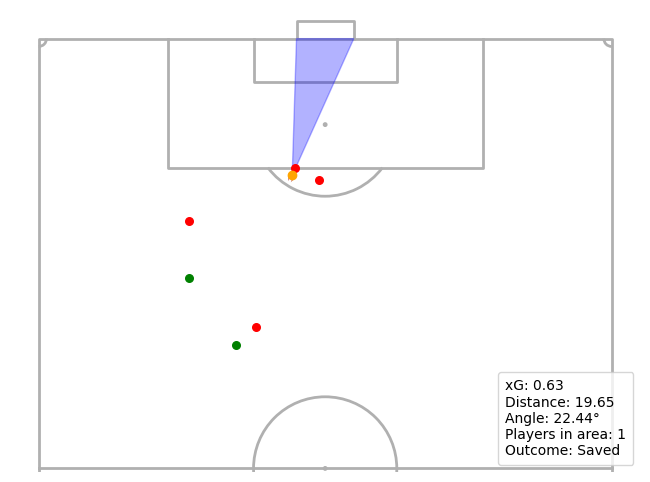 xG: 0.63
Distance: 19.65
Angle: 22.44°
Players in area: 1
Outcome: Saved